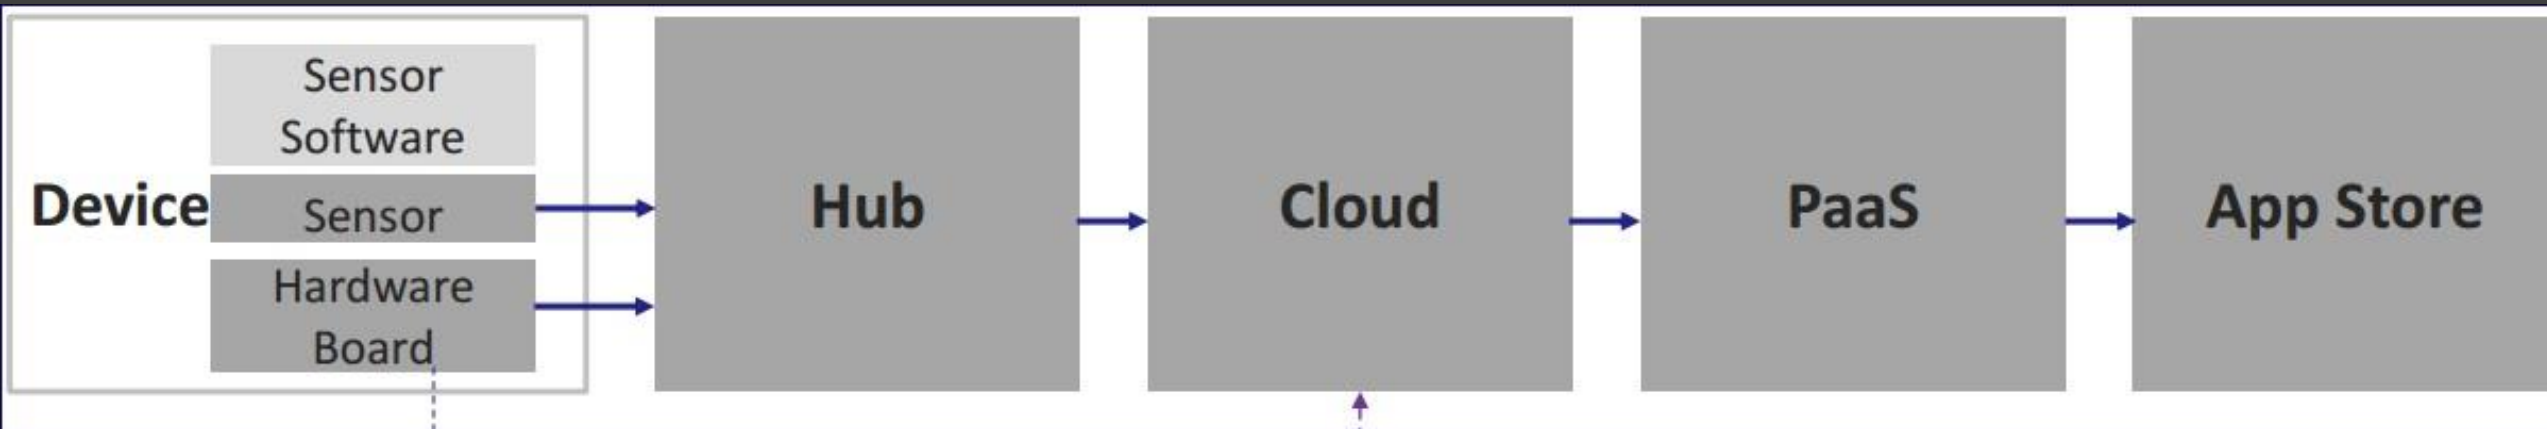 Sensor
Software
Device
Sensor
Hardware
Board
Hub
Cloud
PaaS
App Store